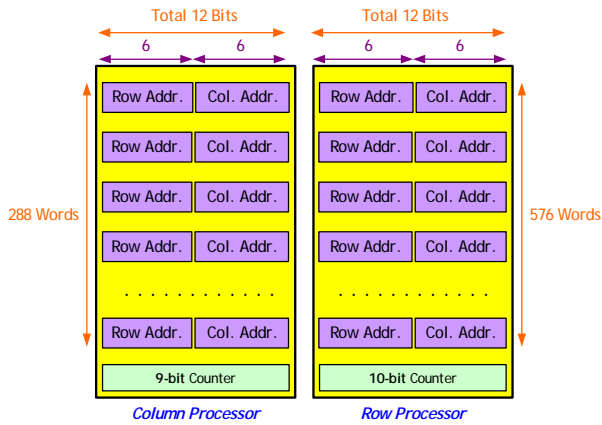 Total 12 Bits Total 12 Bits
6 6 6 6
Row Addr. Col. Addr. Row Addr. Col. Addr.
Row Addr. Col. Addr. Row Addr. Col. Addr.
Row Addr. Col. Addr. Row Addr. Col. Addr.
288 Words 576 Words
Row Addr. Col. Addr. Row Addr. Col. Addr.
. . . . . . . . . . . . . . . . . . . . . . . .
Row Addr. Col. Addr. Row Addr. Col. Addr.
9-bit Counter 10-bit Counter
Column Processor Row Processor